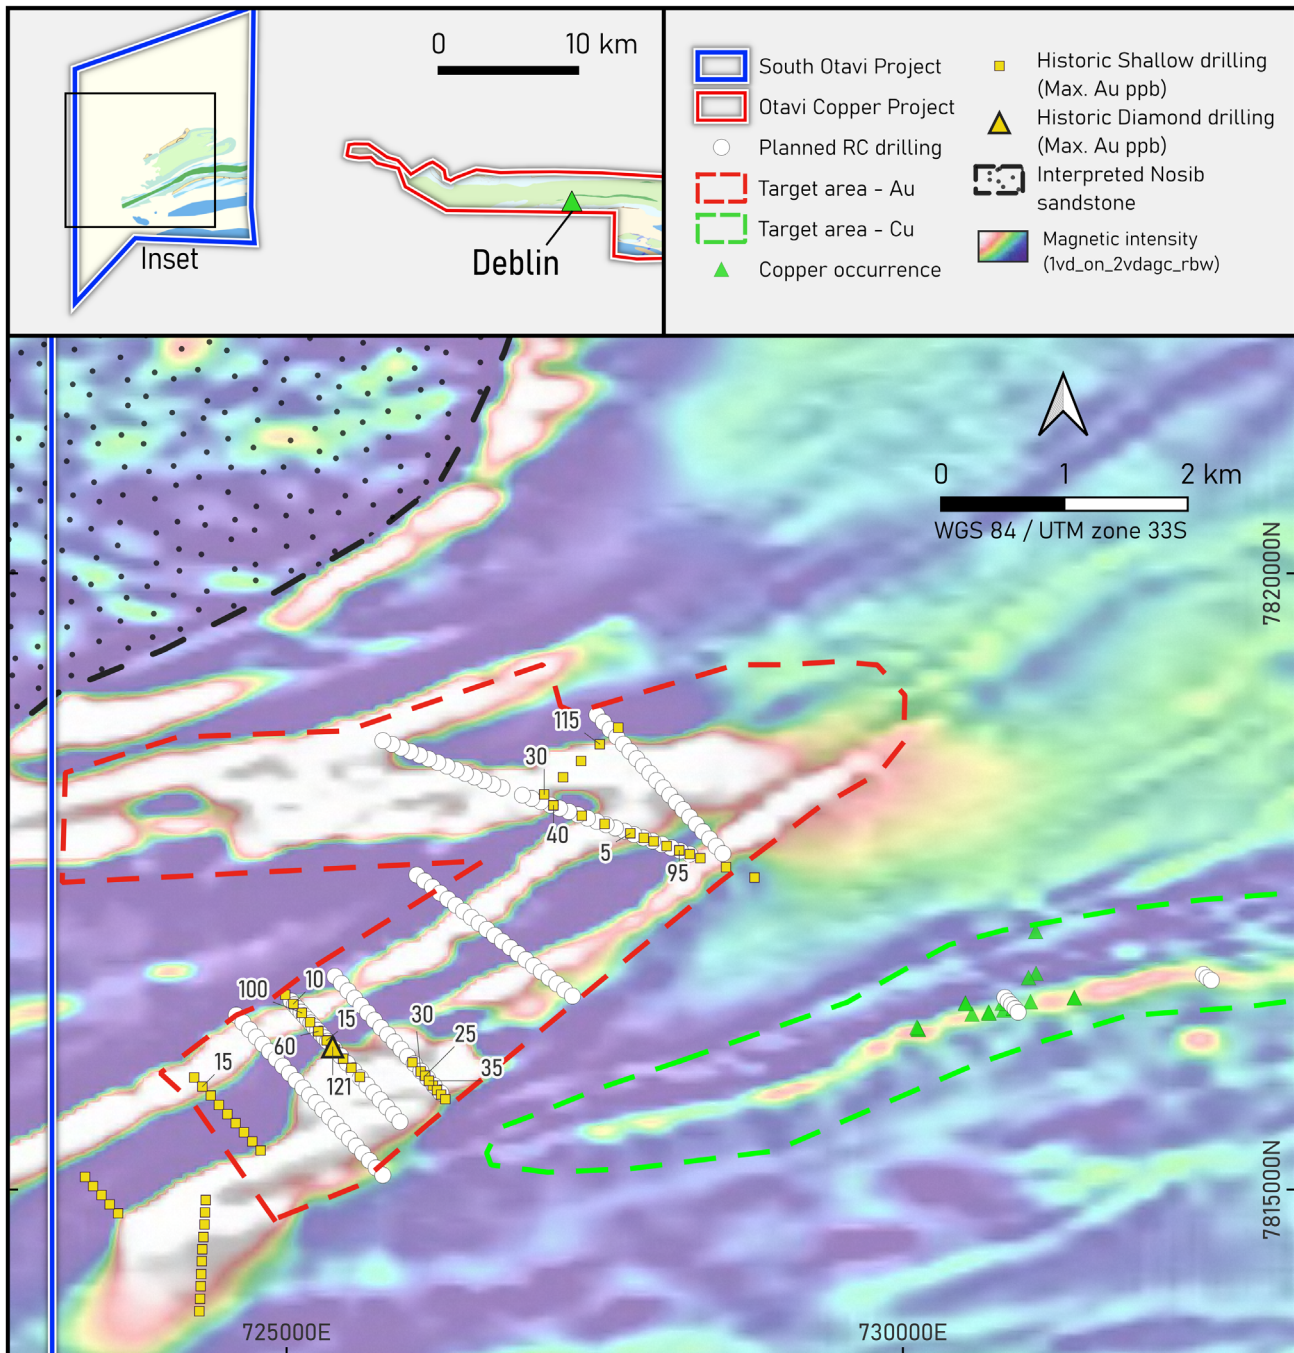 0
10 km
Inset
Deblin
South Otavi Project
Otavi Copper Project
Planned RC drilling
Target area - Au
Target area - Cu
Copper occurrence
Historic Shallow drilling
(Max. Au ppb)
Historic Diamond drilling
(Max. Au ppb)
Interpreted Nosib
sandstone
Magnetic intensity
(1vd_on_2vdagc_rbw)
0
1
2 km
WGS 84 / UTM zone 33S
7820000N
115
30
40
5
95
10
100
15
30
25
60
35
15
121
7815000N
725000E
730000E